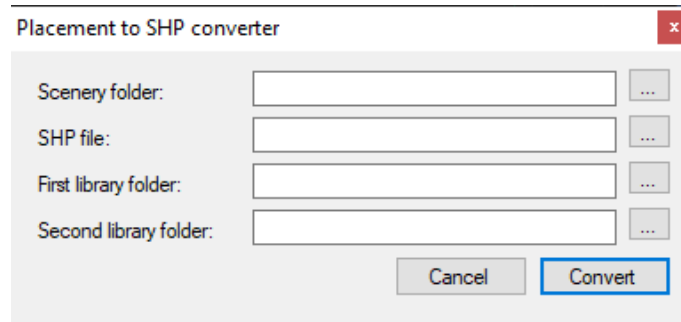 Placement to SHP converter x
Scenery folder: ...
SHP file: ...
First library folder: ...
Second library folder: ...
Cancel Convert